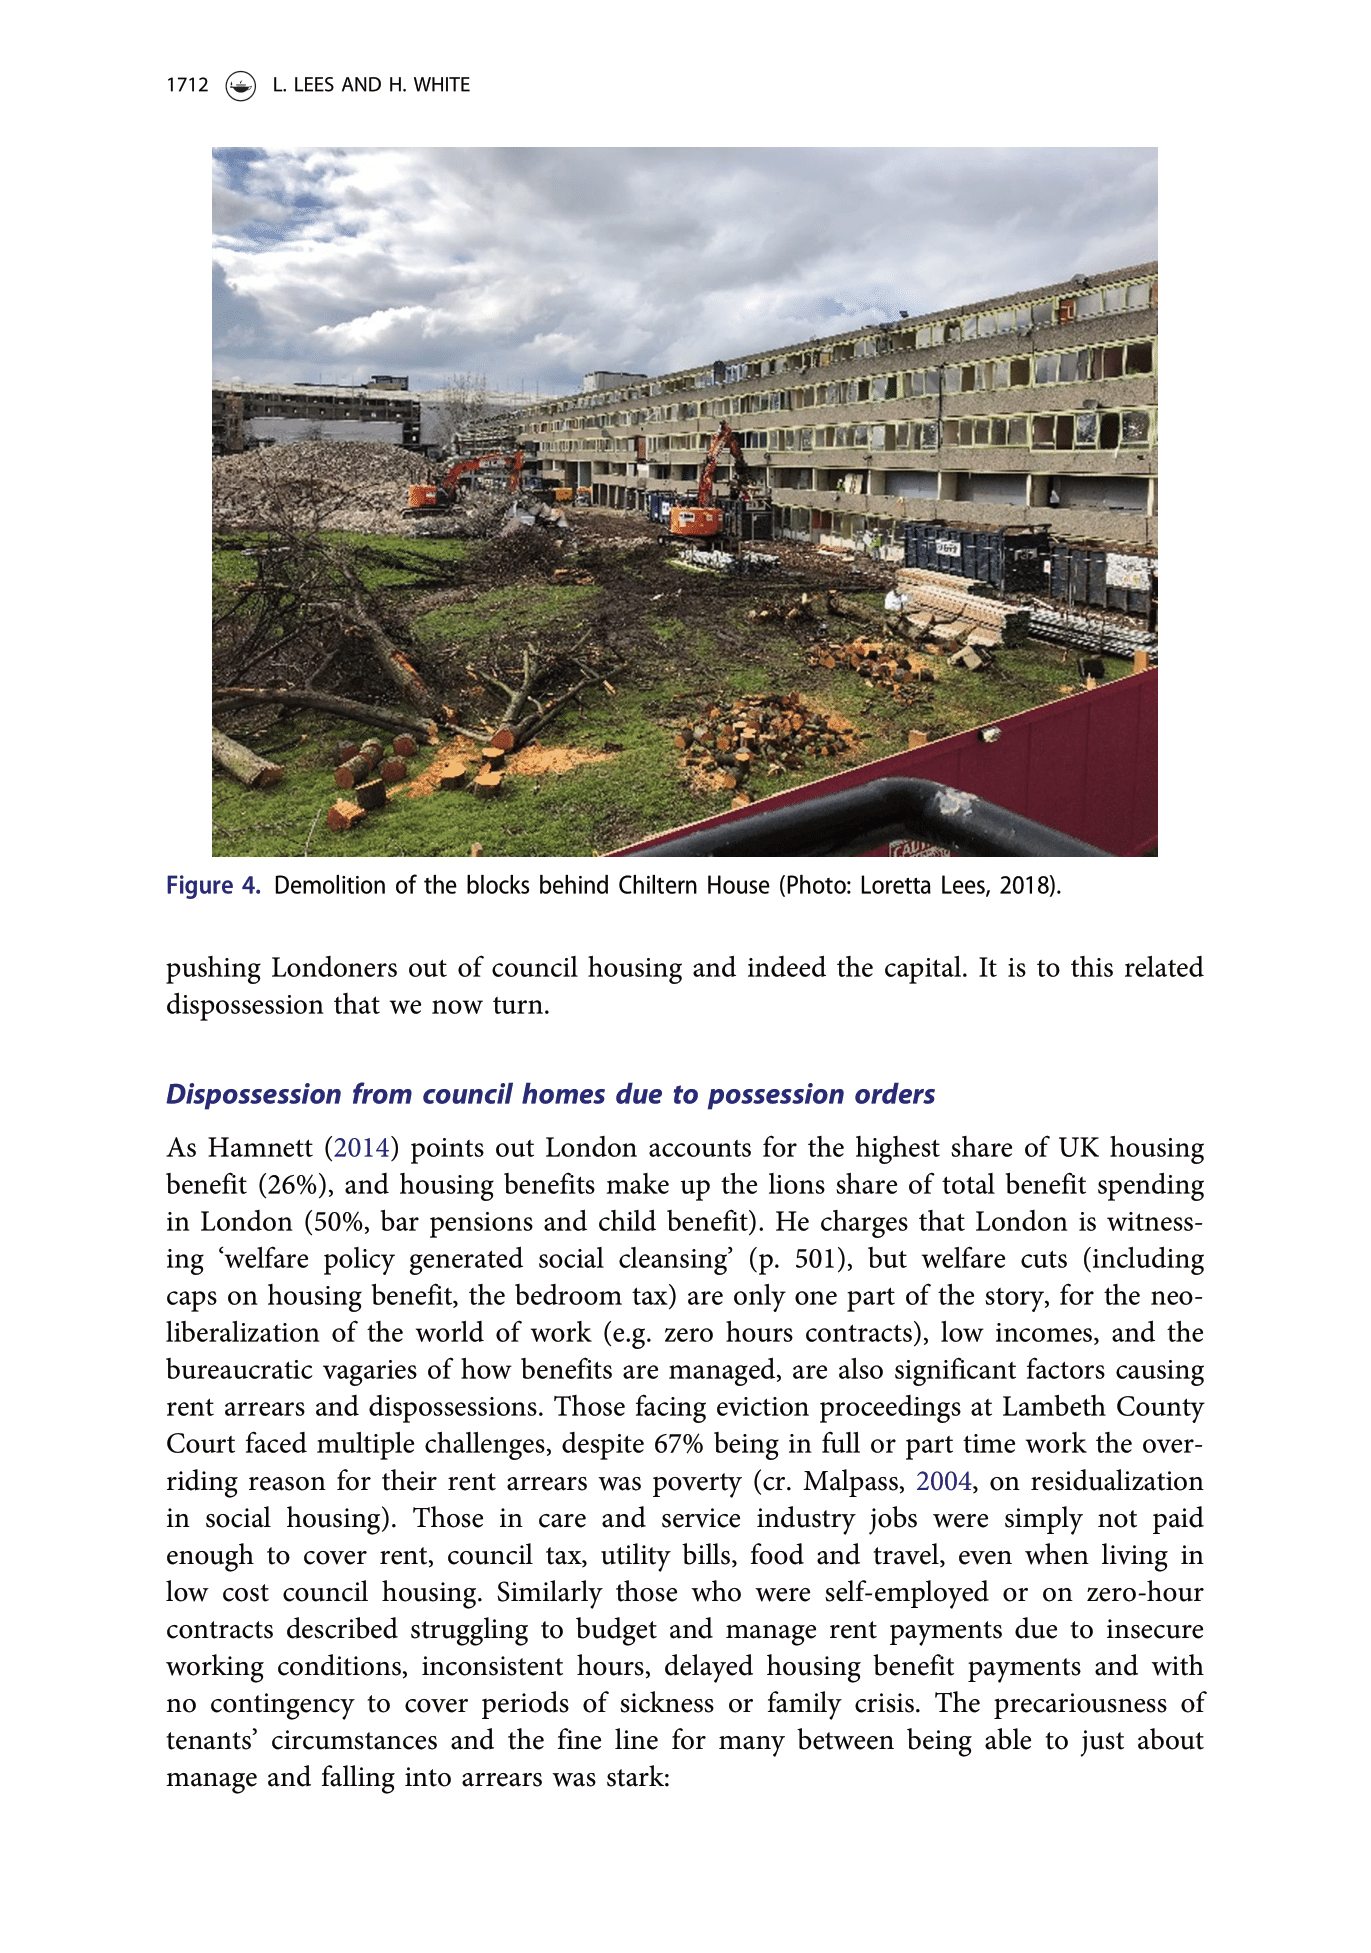 1712 L. LEES AND H. WHITE
CAUTION
Figure 4. Demolition of the blocks behind Chiltern House (Photo: Loretta Lees, 2018).
pushing Londoners out of council housing and indeed the capital. It is to this related
dispossession that we now turn.
Dispossession from council homes due to possession orders
As Hamnett (2014) points out London accounts for the highest share of UK housing
benefit (26%), and housing benefits make up the lions share of total benefit spending
in London (50%, bar pensions and child benefit). He charges that London is witness-
ing ‘welfare policy generated social cleansing’ (p. 501), but welfare cuts (including
caps on housing benefit, the bedroom tax) are only one part of the story, for the neo-
liberalization of the world of work (e.g. zero hours contracts), low incomes, and the
bureaucratic vagaries of how benefits are managed, are also significant factors causing
rent arrears and dispossessions. Those facing eviction proceedings at Lambeth County
Court faced multiple challenges, despite 67% being in full or part time work the over-
riding reason for their rent arrears was poverty (cr. Malpass, 2004, on residualization
in social housing). Those in care and service industry jobs were simply not paid
enough to cover rent, council tax, utility bills, food and travel, even when living in
low cost council housing. Similarly those who were self-employed or on zero-hour
contracts described struggling to budget and manage rent payments due to insecure
working conditions, inconsistent hours, delayed housing benefit payments and with
no contingency to cover periods of sickness or family crisis. The precariousness of
tenants’ circumstances and the fine line for many between being able to just about
manage and falling into arrears was stark: